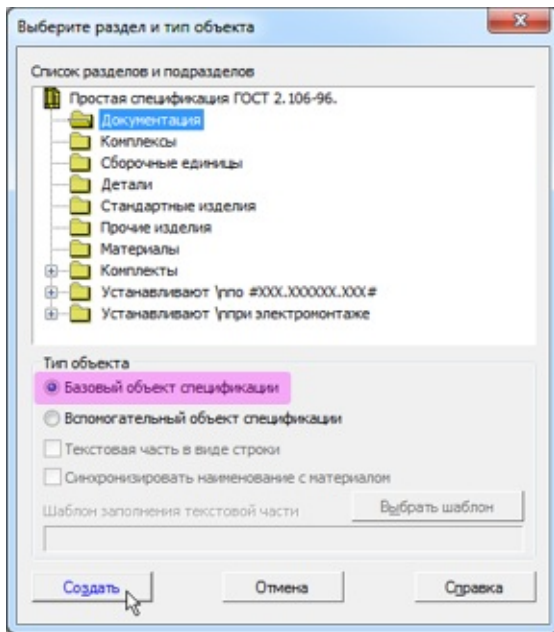 Выберите раздел и тип объекта
Список разделов и подразделов
Простая спецификация ГОСТ 2.106-96.
Документация
Комплексы
Сборочные единицы
Детали
Стандартные изделия
Прочие изделия
Материалы
Комплекты
Устанавливают \nпо #XXX.XXXXXX.XXX#
Устанавливают \nпри электромонтаже
Тип объекта
Базовый объект спецификации
Вспомогательный объект спецификации
Текстовая часть в виде строки
Синхронизировать наименование с материалом
Шаблон заполнения текстовой части
Выбрать шаблон
Создать
Отмена
Справка